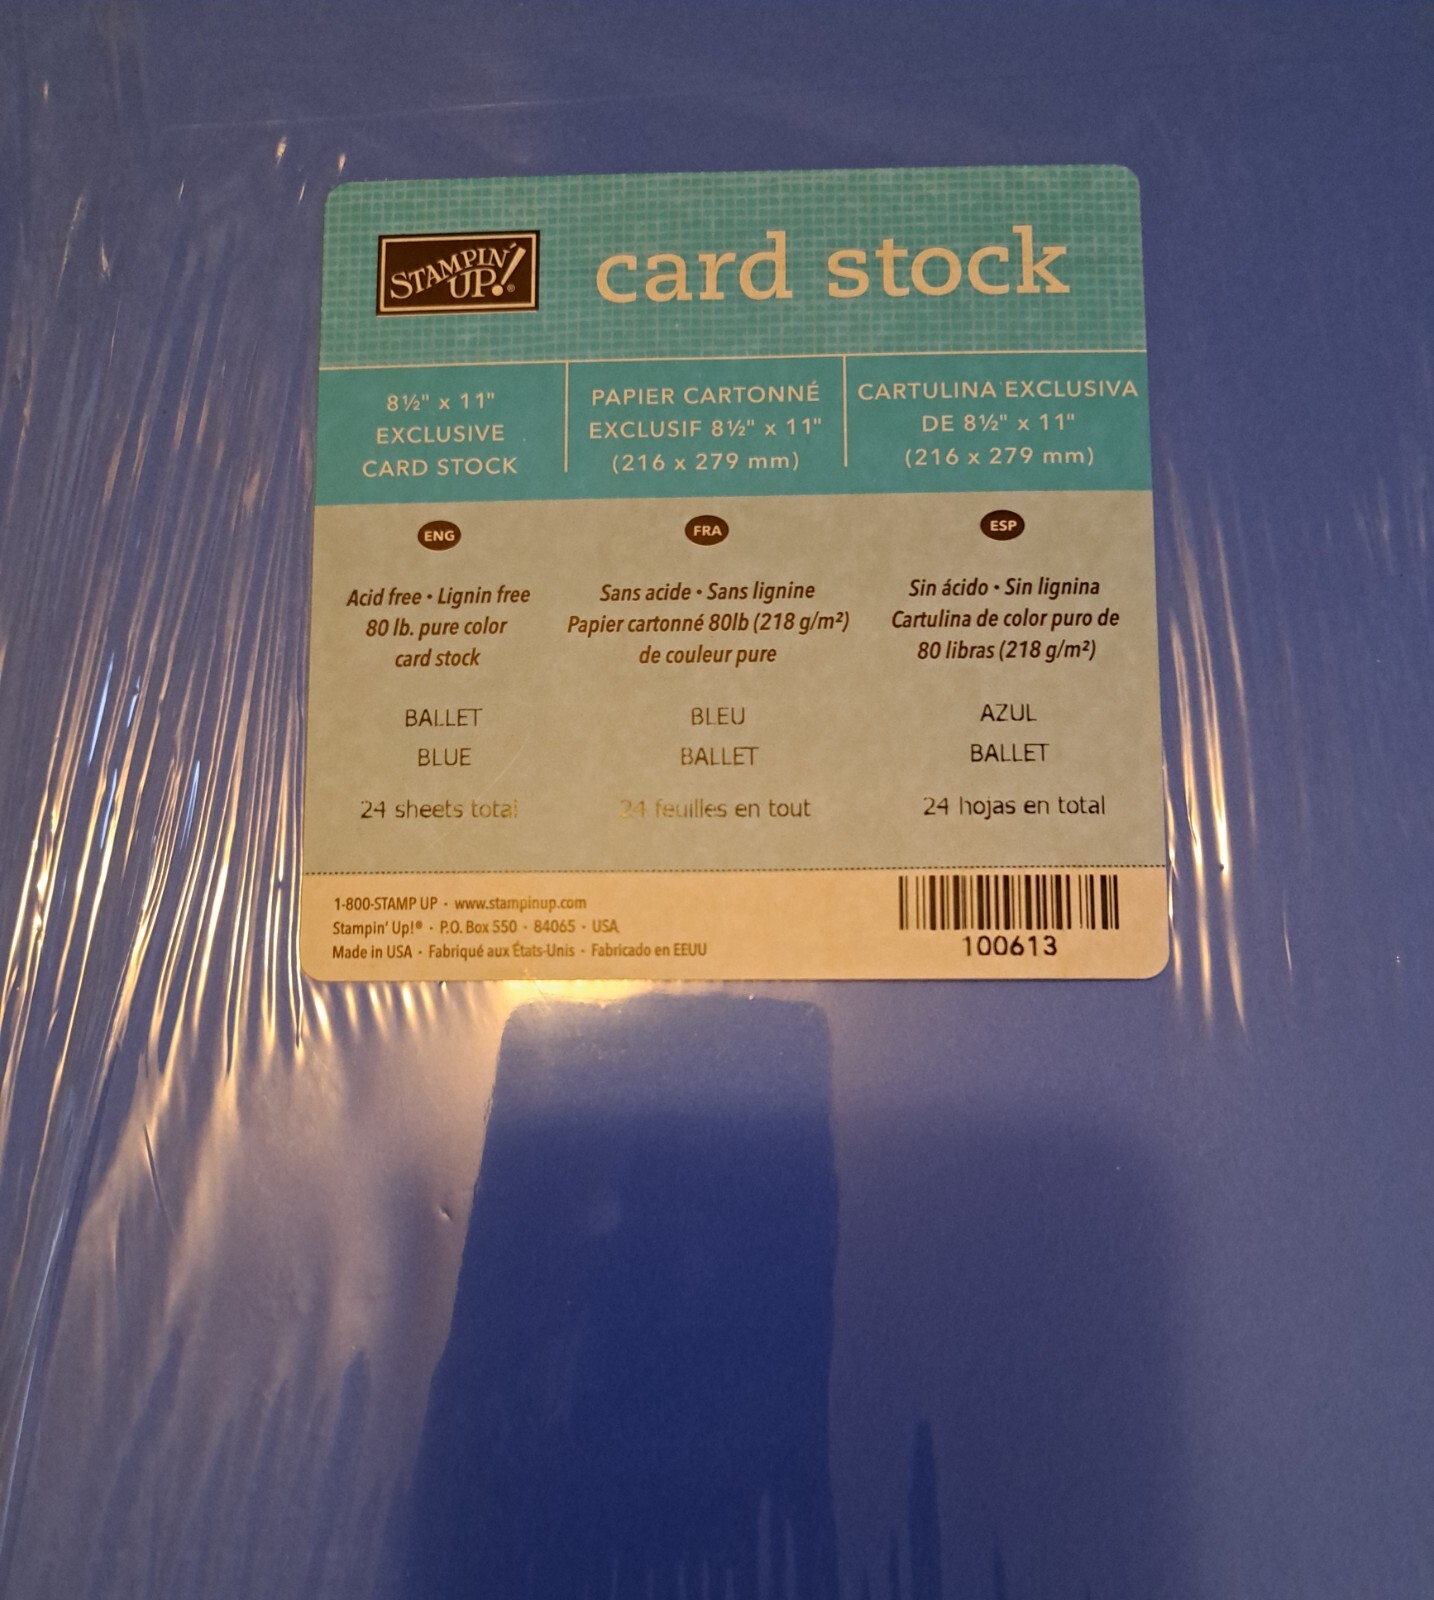 STAMPIN' UP!®
card stock
8½" x 11"
EXCLUSIVE
CARD STOCK
PAPIER CARTONNÉ
EXCLUSIF 8½" x 11"
(216 x 279 mm)
CARTULINA EXCLUSIVA
DE 8½" x 11"
(216 x 279 mm)
ENG
Acid free • Lignin free
80 lb. pure color
card stock
BALLET
BLUE
24 sheets total
FRA
Sans acide • Sans lignine
Papier cartonné 80lb (218 g/m²)
de couleur pure
BLEU
BALLET
24 feuilles en tout
ESP
Sin ácido • Sin lignina
Cartulina de color puro de
80 libras (218 g/m²)
AZUL
BALLET
24 hojas en total
1-800-STAMP UP · www.stampinup.com
Stampin' Up!® · P.O. Box 550 · 84065 · USA
Made in USA · Fabriqué aux États-Unis · Fabricado en EEUU
100613